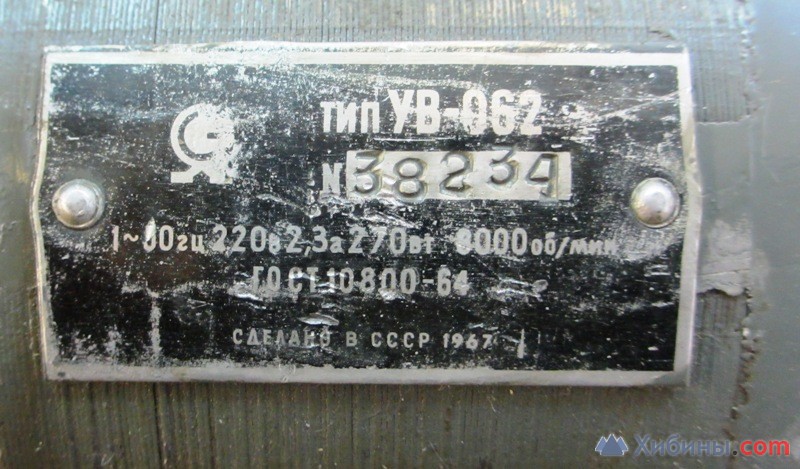 ТИП УВ-062
N 38234
1~50гц 220в 2,3а 270вт 8000об/мин
ГОСТ 10800-64
СДЕЛАНО В СССР 1967
Хибины.com